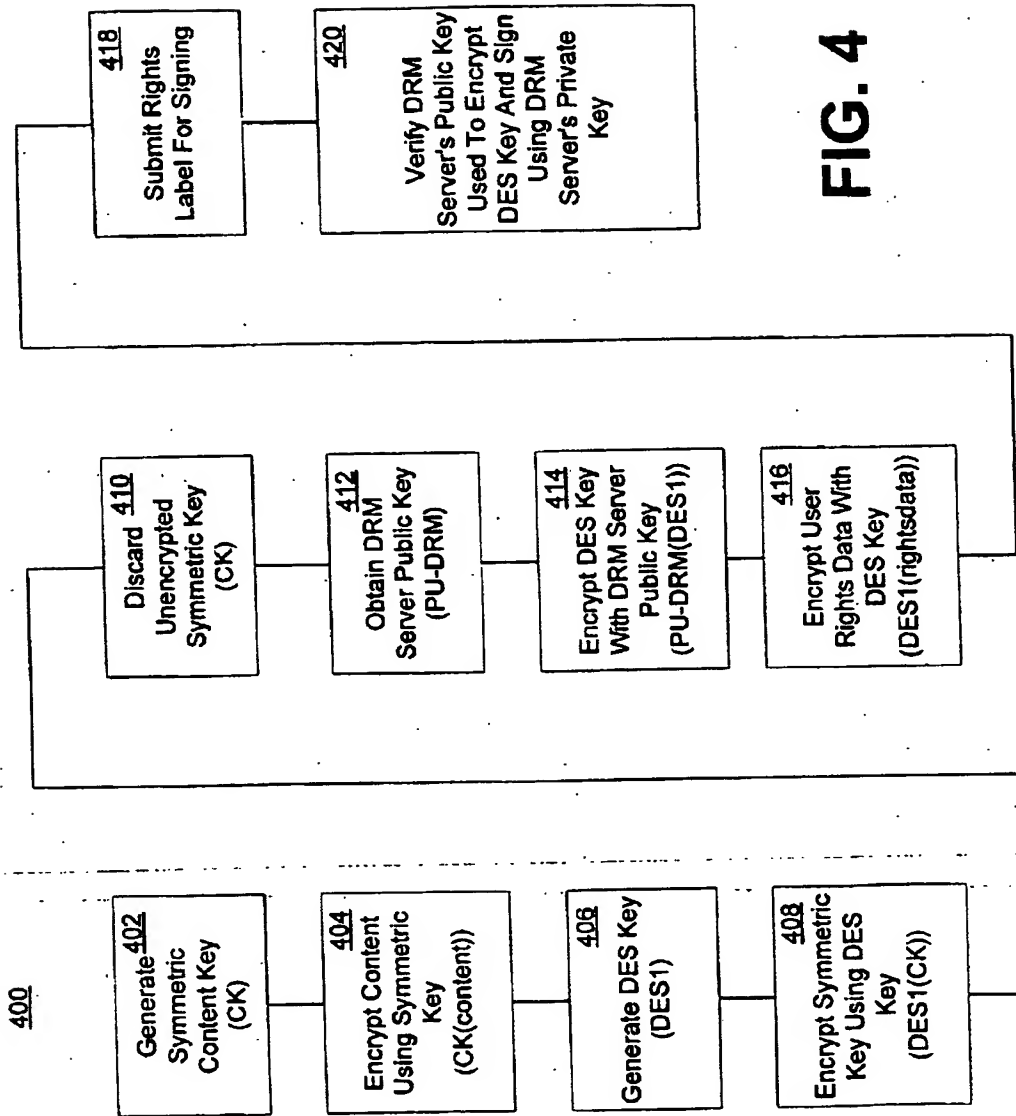 400
402
Generate
Symmetric
Content Key
(CK)
404
Encrypt Content
Using Symmetric
Key
(CK(content))
406
Generate DES Key
(DES1)
408
Encrypt Symmetric
Key Using DES
Key
(DES1(CK))
410
Discard
Unencrypted
Symmetric Key
(CK)
412
Obtain DRM
Server Public Key
(PU-DRM)
414
Encrypt DES Key
With DRM Server
Public Key
(PU-DRM(DES1))
416
Encrypt User
Rights Data With
DES Key
(DES1(rightsdata))
418
Submit Rights
Label For Signing
420
Verify DRM
Server's Public Key
Used To Encrypt
DES Key And Sign
Using DRM
Server's Private
Key
FIG. 4